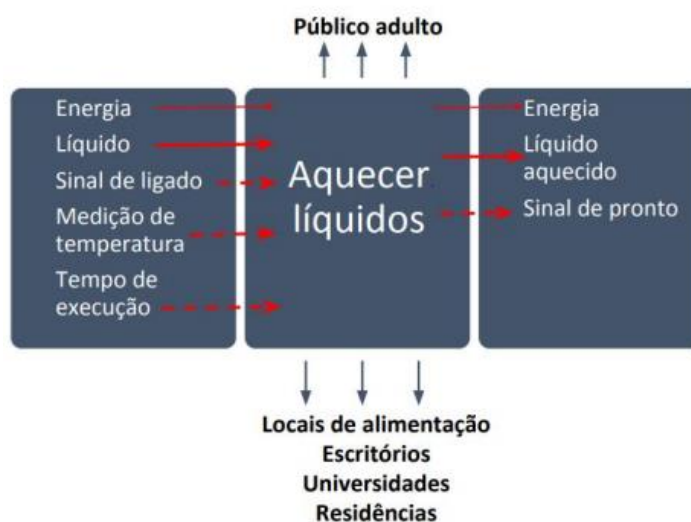 Público adulto
Energia
Líquido
Sinal de ligado
Medição de
temperatura
Tempo de
execução
Aquecer
líquidos
Energia
Líquido
aquecido
Sinal de pronto
Locais de alimentação
Escritórios
Universidades
Residências